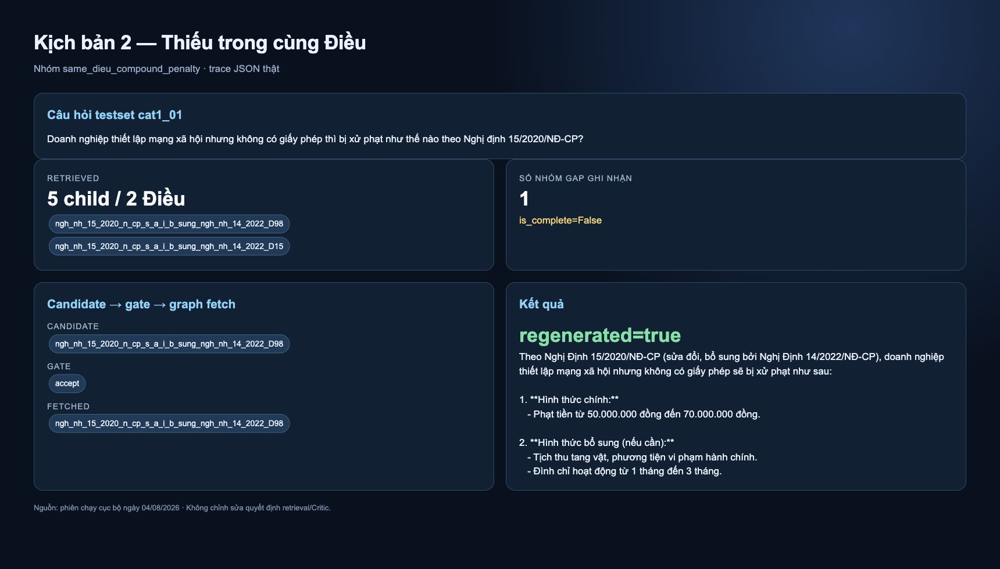 Kịch bản 2 — Thiếu trong cùng Điều
Nhóm same_dieu_compound_penalty · trace JSON thật
Câu hỏi testset cat1_01
Doanh nghiệp thiết lập mạng xã hội nhưng không có giấy phép thì bị xử phạt như thế nào theo Nghị định 15/2020/NĐ-CP?
RETRIEVED
5 child / 2 Điều
ngh_nh_15_2020_n_cp_s_a_i_b_sung_ngh_nh_14_2022_D98
ngh_nh_15_2020_n_cp_s_a_i_b_sung_ngh_nh_14_2022_D15
SỐ NHÓM GAP GHI NHẬN
1
is_complete=False
Candidate → gate → graph fetch
CANDIDATE
ngh_nh_15_2020_n_cp_s_a_i_b_sung_ngh_nh_14_2022_D98
GATE
accept
FETCHED
ngh_nh_15_2020_n_cp_s_a_i_b_sung_ngh_nh_14_2022_D98
Kết quả
regenerated=true
Theo Nghị Định 15/2020/NĐ-CP (sửa đổi, bổ sung bởi Nghị Định 14/2022/NĐ-CP), doanh nghiệp
thiết lập mạng xã hội nhưng không có giấy phép sẽ bị xử phạt như sau:
1. **Hình thức chính:**
- Phạt tiền từ 50.000.000 đồng đến 70.000.000 đồng.
2. **Hình thức bổ sung (nếu cần):**
- Tịch thu tang vật, phương tiện vi phạm hành chính.
- Đình chỉ hoạt động từ 1 tháng đến 3 tháng.
Nguồn: phiên chạy cục bộ ngày 04/08/2026 · Không chỉnh sửa quyết định retrieval/Critic.